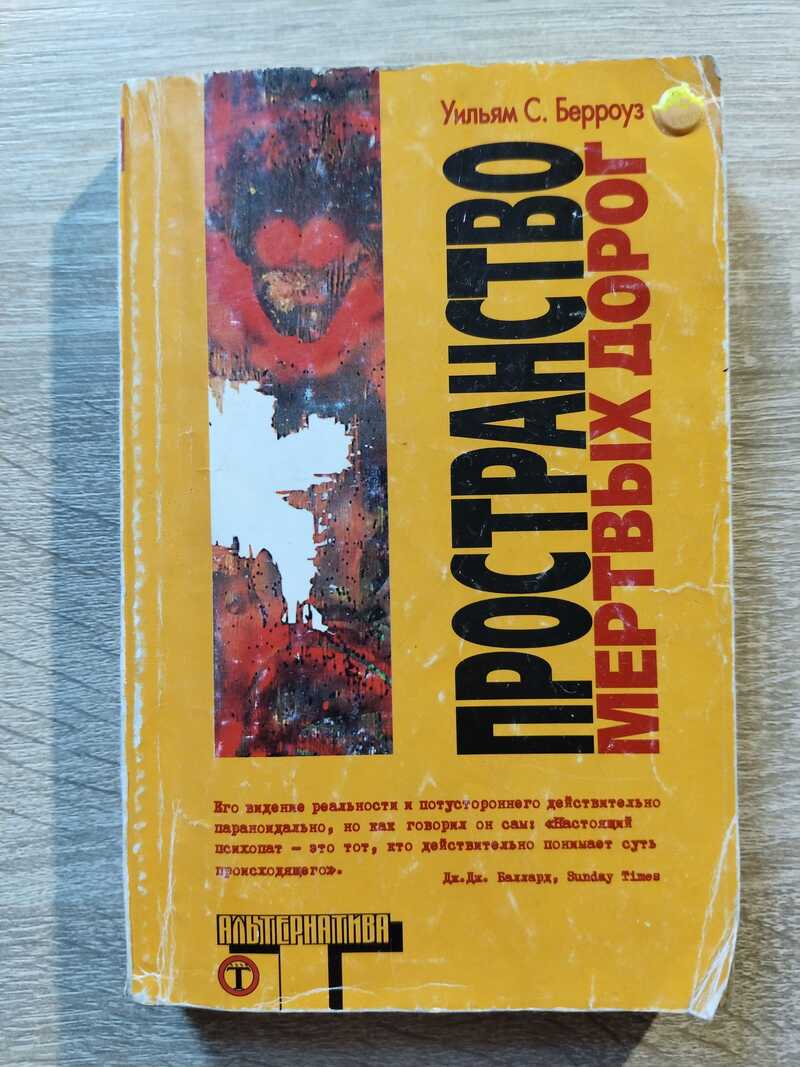 Уильям С. Берроуз
ПРОСТРАНСТВО
МЕРТВЫХ ДОРОГ
Его видение реальности и потустороннего действительно
параноидально, но как говорил он сам: «Настоящий
психопат – это тот, кто действительно понимает суть
происходящего».
Дж.Дж. Баллард, Sunday Times
АЛЬТЕРНАТИВА
Т